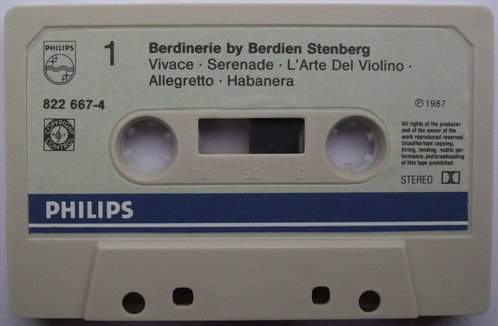 PHILIPS
1
Berdinerie by Berdien Stenberg
Vivace · Serenade · L'Arte Del Violino ·
Allegretto · Habanera
822 667-4
℗ 1987
COPYRIGHT CONTROL
All rights of the producer
and of the owner of the
work reproduced reserved.
Unauthorised copying,
hiring, lending, public per-
formance, and broadcasting
of this tape prohibited.
100 50 0
STEREO
PHILIPS